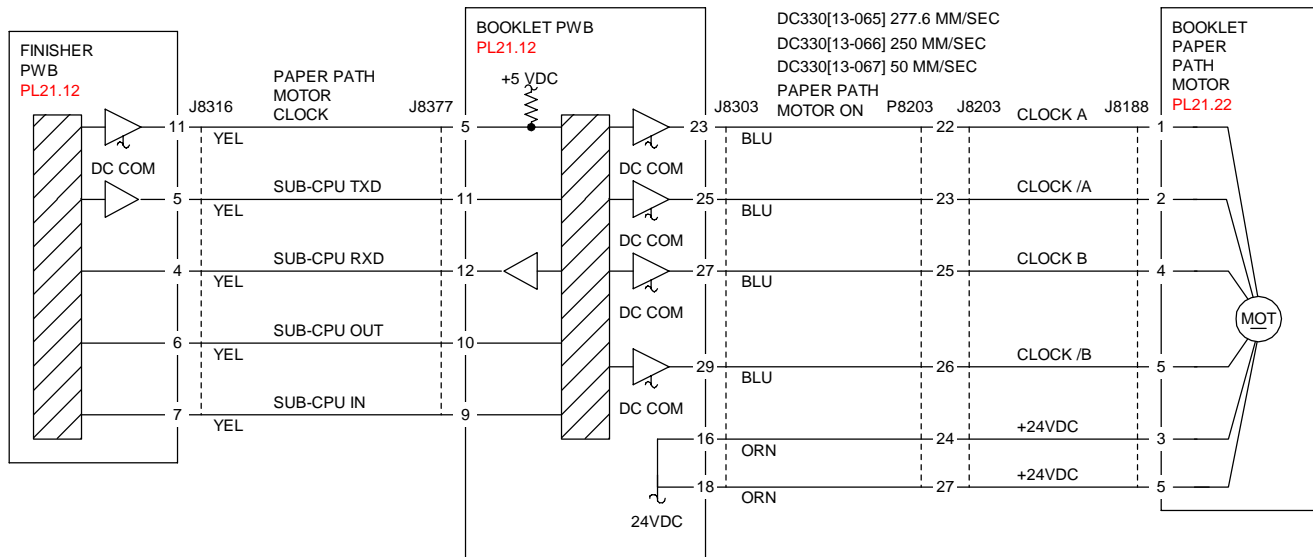 FINISHER
PWB
PL21.12
J8316
PAPER PATH
MOTOR
CLOCK
J8377
BOOKLET PWB
PL21.12
+5 VDC
DC330[13-065] 277.6 MM/SEC
DC330[13-066] 250 MM/SEC
DC330[13-067] 50 MM/SEC
PAPER PATH
MOTOR ON
J8303
P8203
J8203
J8188
BOOKLET
PAPER
PATH
MOTOR
PL21.22
11
YEL
5
23
BLU
22
CLOCK A
1
DC COM
DC COM
5
YEL
SUB-CPU TXD
11
25
BLU
23
CLOCK /A
2
DC COM
4
YEL
SUB-CPU RXD
12
27
BLU
25
CLOCK B
4
DC COM
MOT
6
YEL
SUB-CPU OUT
10
29
BLU
26
CLOCK /B
5
DC COM
7
YEL
SUB-CPU IN
9
16
ORN
24
+24VDC
3
18
ORN
27
+24VDC
5
24VDC